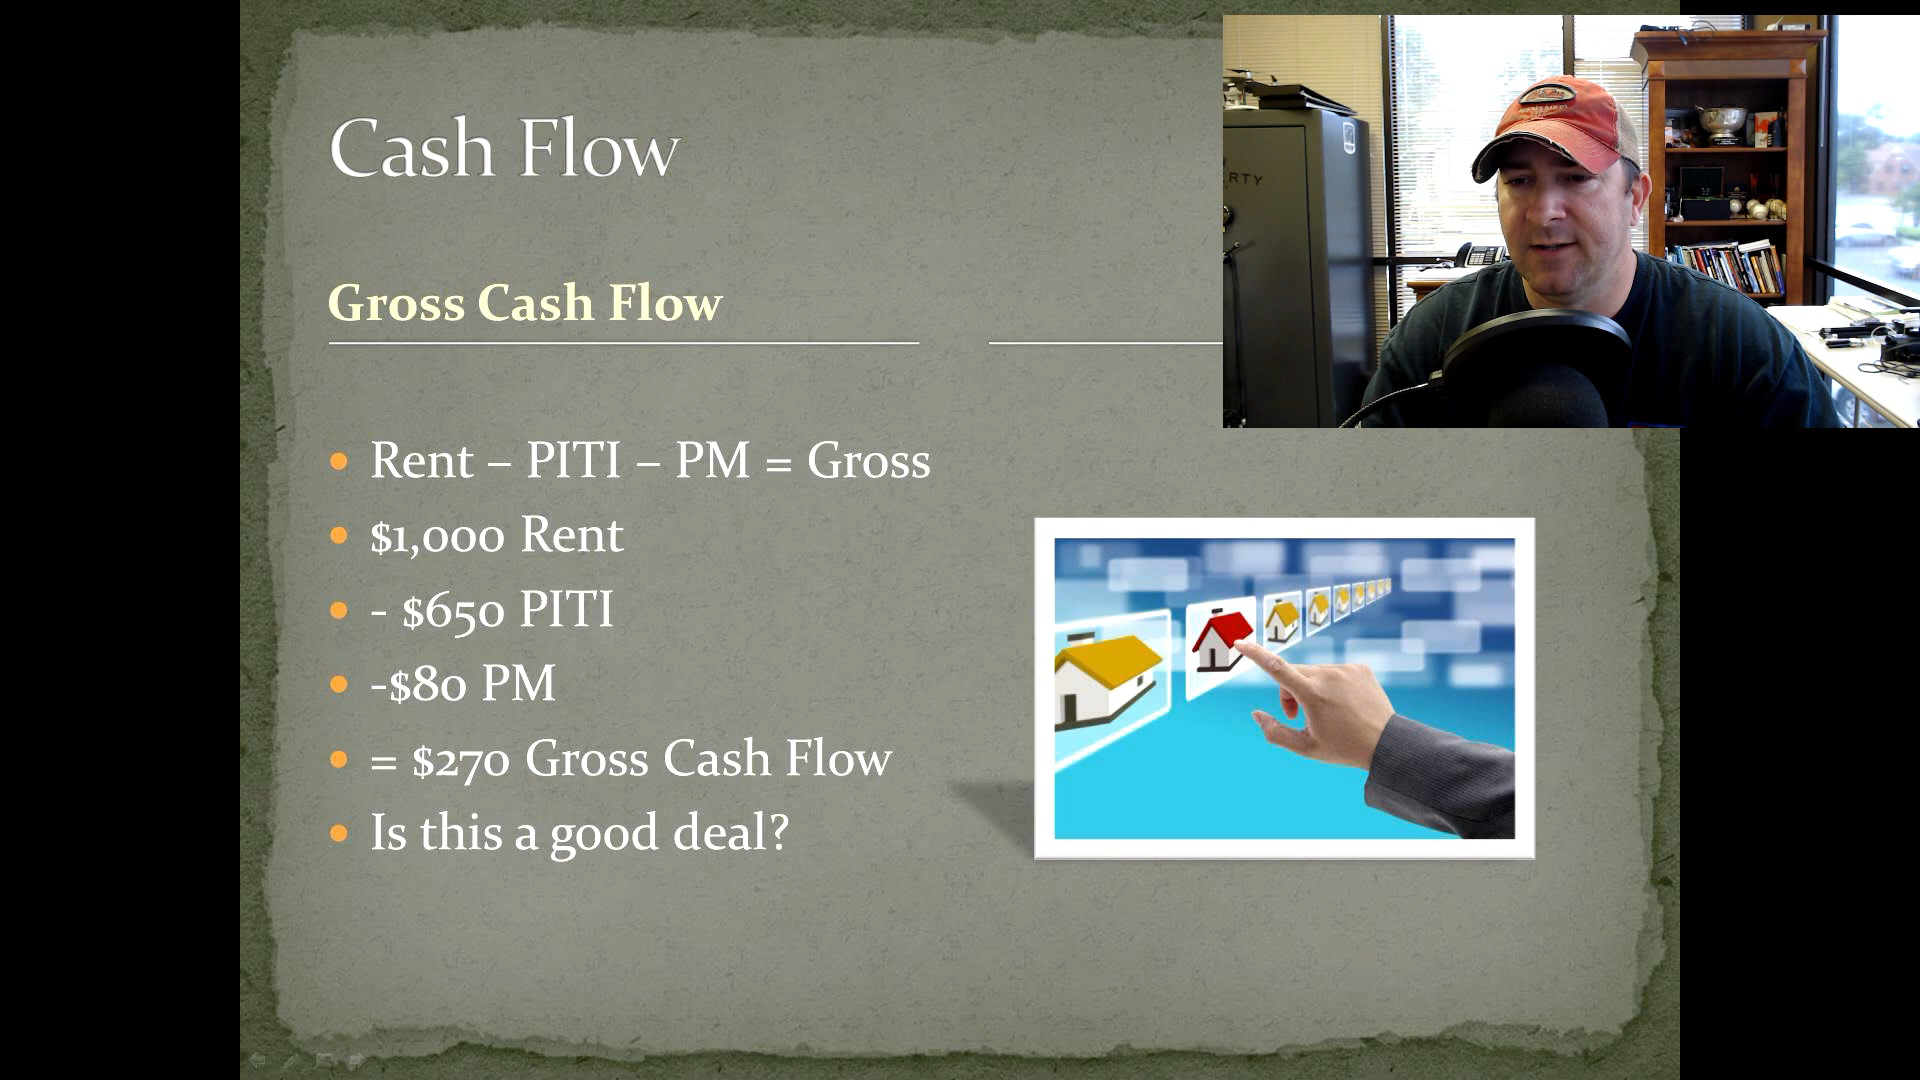 Cash Flow
Gross Cash Flow
Rent – PITI – PM = Gross
$1,000 Rent
- $650 PITI
-$80 PM
= $270 Gross Cash Flow
Is this a good deal?
ERTY